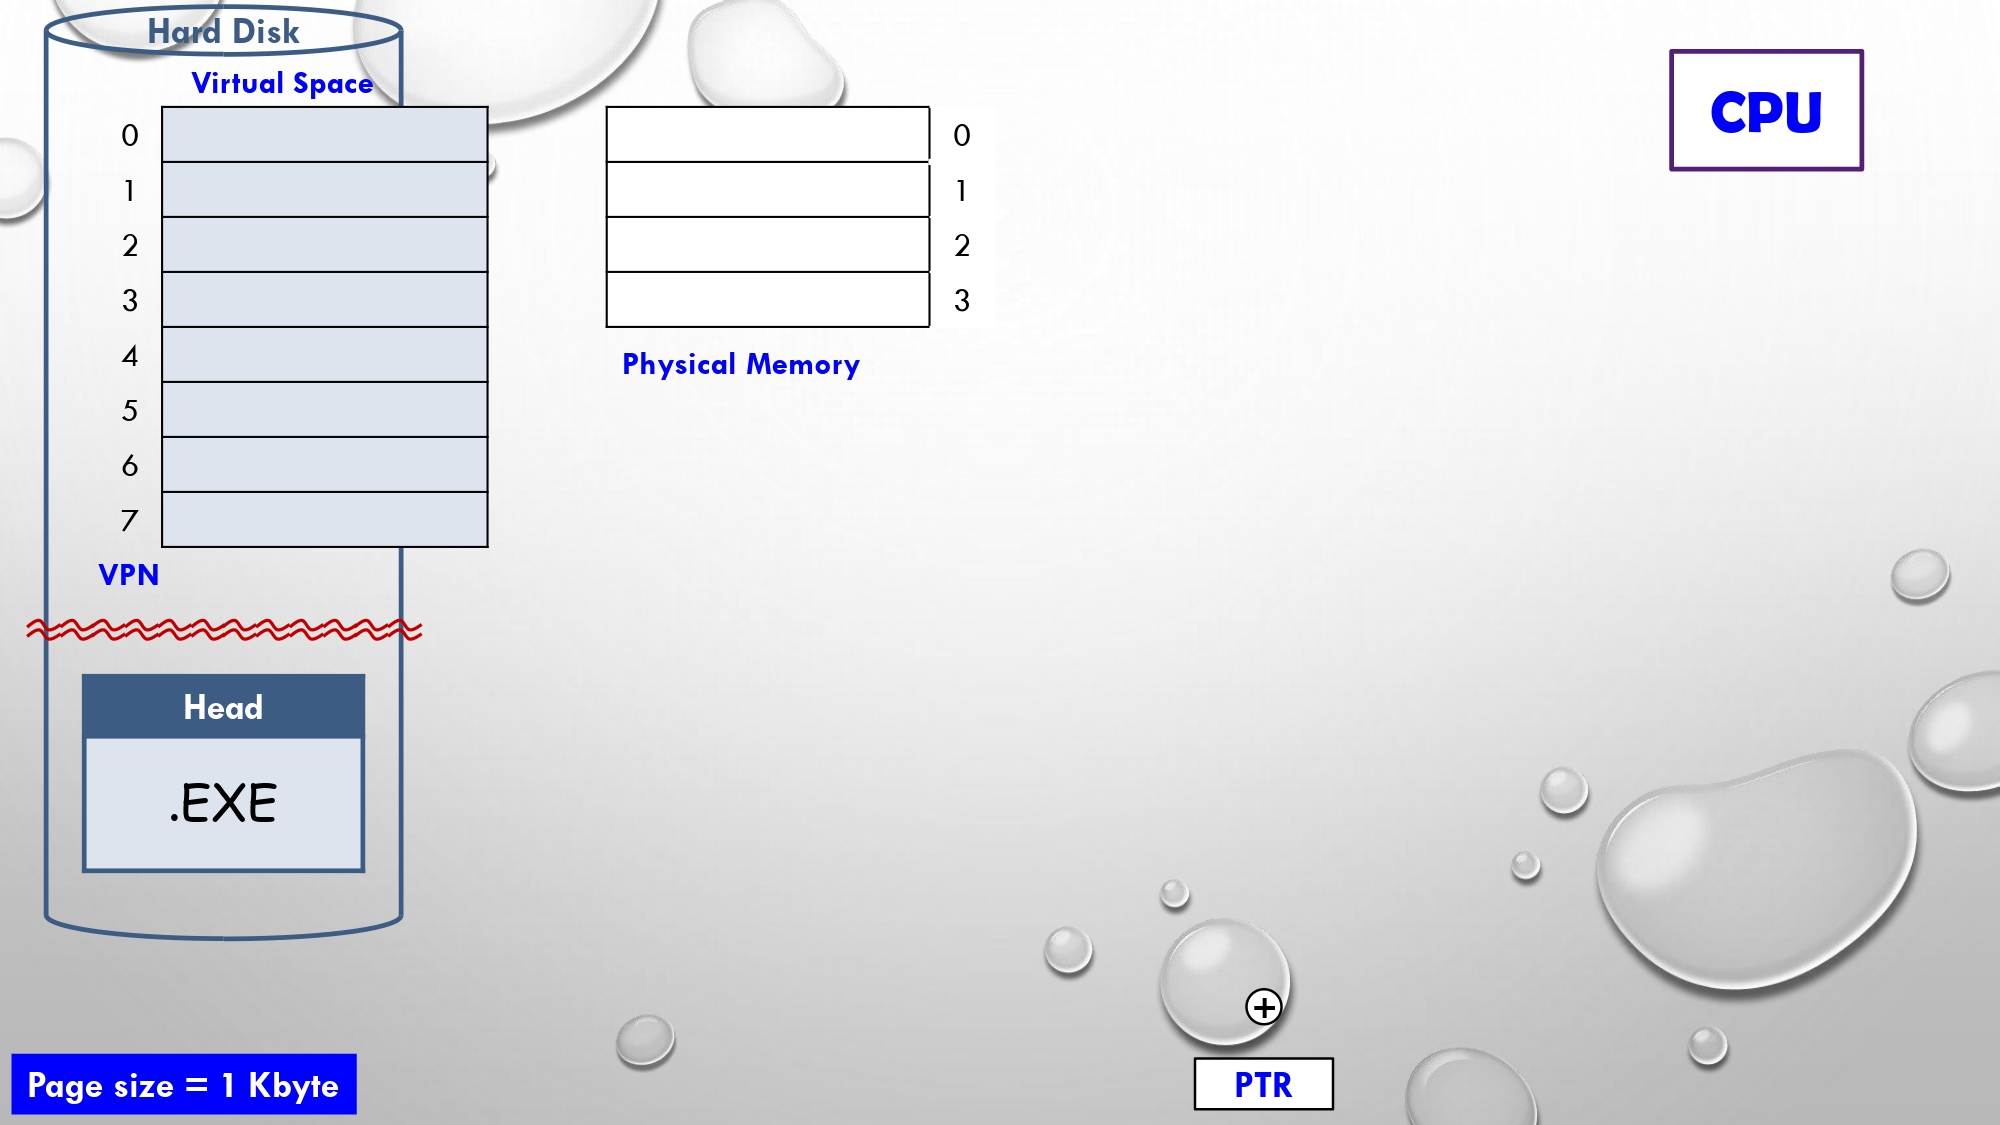 Hard Disk
Virtual Space
0
1
2
3
4
5
6
7
VPN
Head
.EXE
Page size = 1 Kbyte
0
1
2
3
Physical Memory
CPU
+
PTR